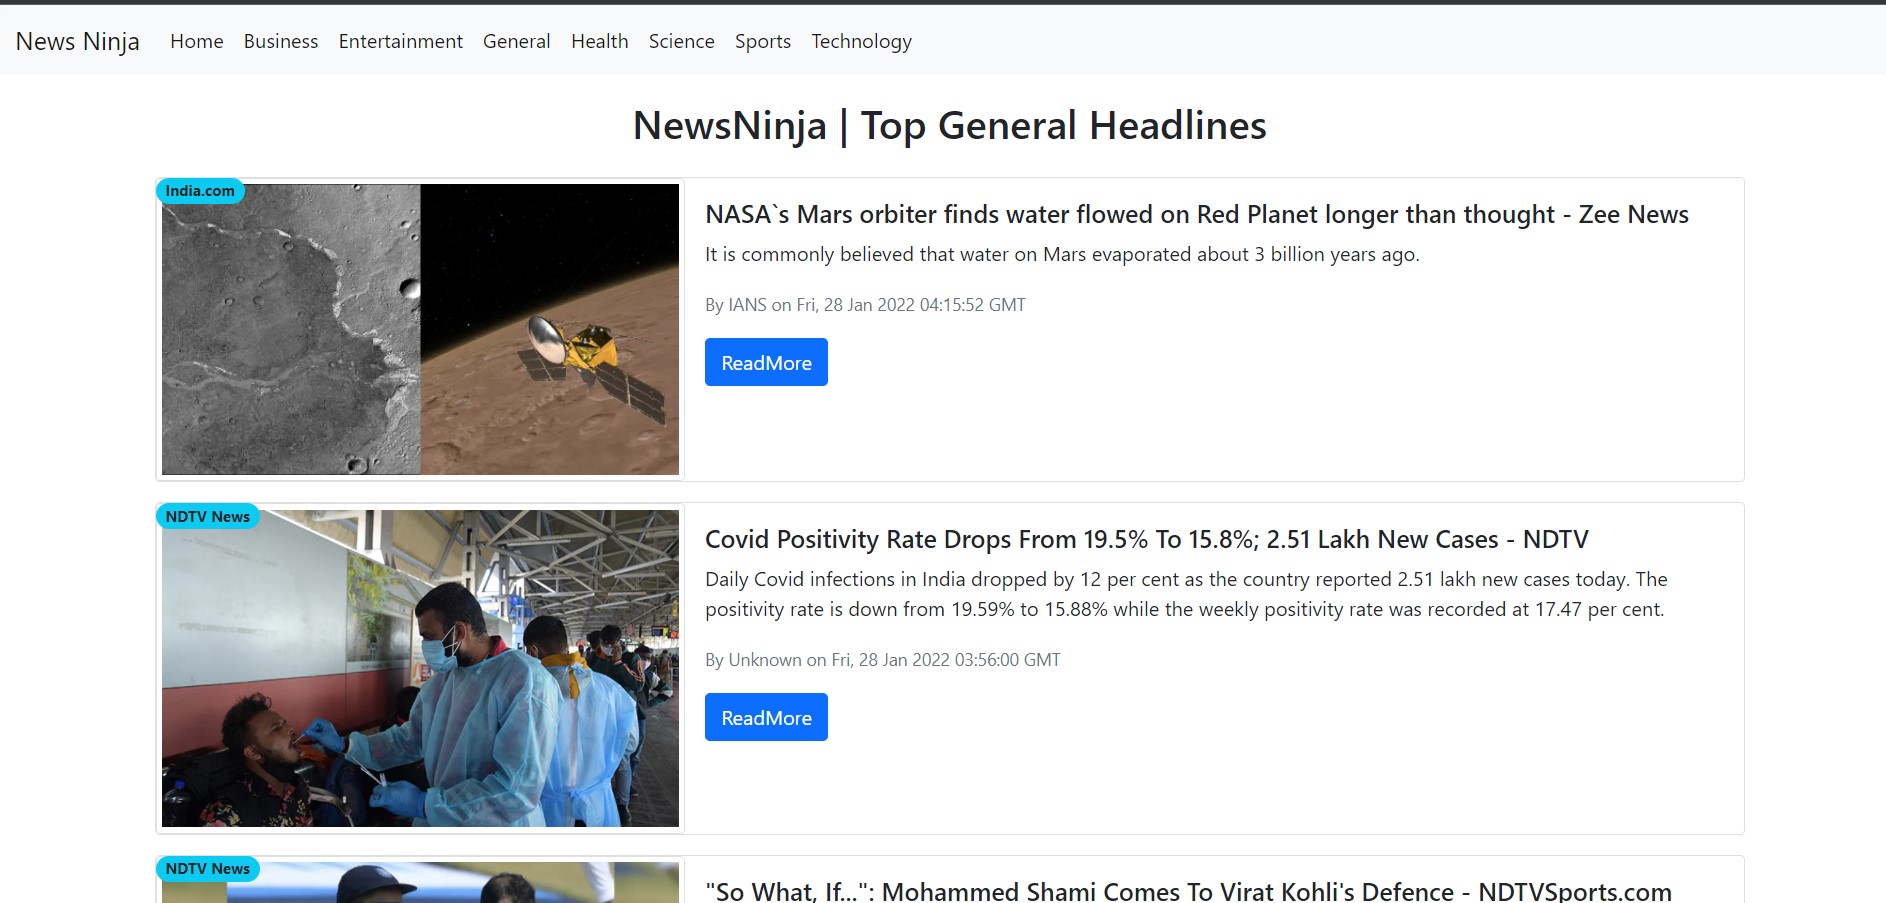 News Ninja Home Business Entertainment General Health Science Sports Technology
NewsNinja | Top General Headlines
India.com
NASA`s Mars orbiter finds water flowed on Red Planet longer than thought - Zee News
It is commonly believed that water on Mars evaporated about 3 billion years ago.
By IANS on Fri, 28 Jan 2022 04:15:52 GMT
ReadMore
NDTV News
Covid Positivity Rate Drops From 19.5% To 15.8%; 2.51 Lakh New Cases - NDTV
Daily Covid infections in India dropped by 12 per cent as the country reported 2.51 lakh new cases today. The
positivity rate is down from 19.59% to 15.88% while the weekly positivity rate was recorded at 17.47 per cent.
By Unknown on Fri, 28 Jan 2022 03:56:00 GMT
ReadMore
NDTV News
"So What, If...": Mohammed Shami Comes To Virat Kohli's Defence - NDTVSports.com